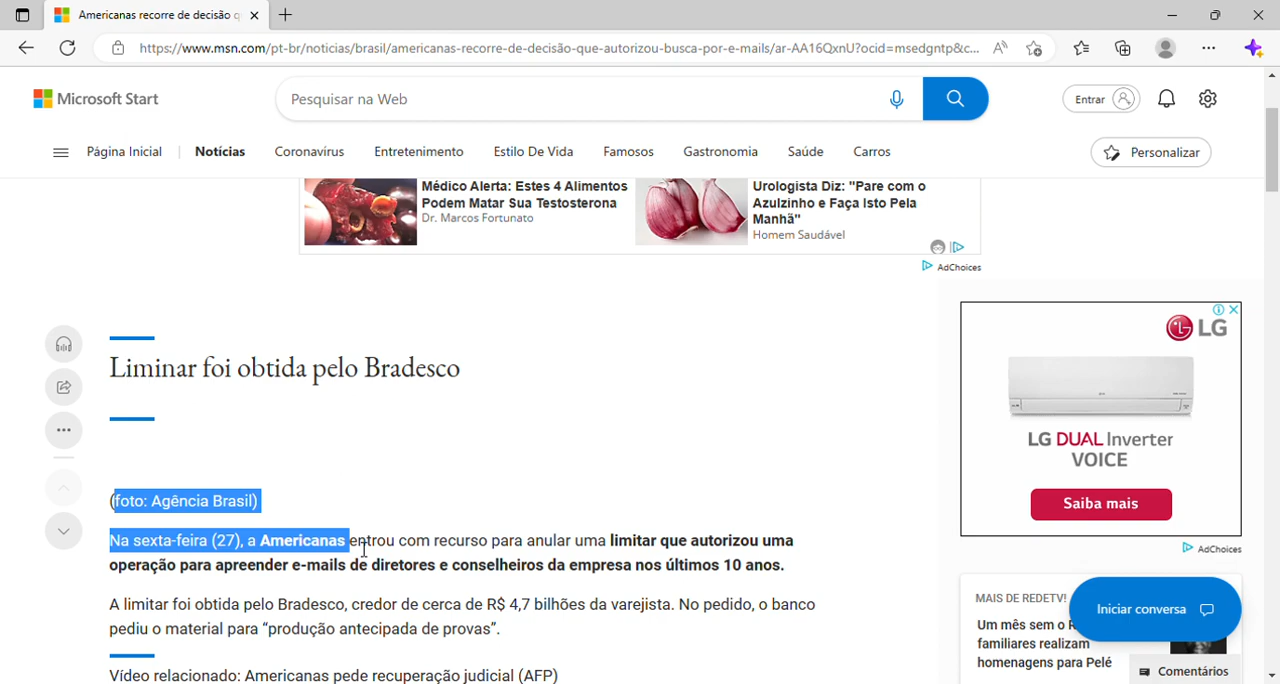 Americanas recorre de decisão q
https://www.msn.com/pt-br/noticias/brasil/americanas-recorre-de-decisão-que-autorizou-busca-por-e-mails/ar-AA16QxnU?ocid=msedgntp&c...
Microsoft Start
Pesquisar na Web
Entrar
Página Inicial
Notícias
Coronavírus
Entretenimento
Estilo De Vida
Famosos
Gastronomia
Saúde
Carros
Personalizar
Médico Alerta: Estes 4 Alimentos
Podem Matar Sua Testosterona
Dr. Marcos Fortunato
Urologista Diz: "Pare com o
Azulzinho e Faça Isto Pela
Manhã"
Homem Saudável
AdChoices
Liminar foi obtida pelo Bradesco
(foto: Agência Brasil)
Na sexta-feira (27), a Americanas entrou com recurso para anular uma limitar que autorizou uma
operação para apreender e-mails de diretores e conselheiros da empresa nos últimos 10 anos.
A limitar foi obtida pelo Bradesco, credor de cerca de R$ 4,7 bilhões da varejista. No pedido, o banco
pediu o material para “produção antecipada de provas”.
Vídeo relacionado: Americanas pede recuperação judicial (AFP)
LG
LG DUAL Inverter
VOICE
Saiba mais
AdChoices
MAIS DE REDETV!
Um mês sem o R
familiares realizam
homenagens para Pelé
Iniciar conversa
Comentários